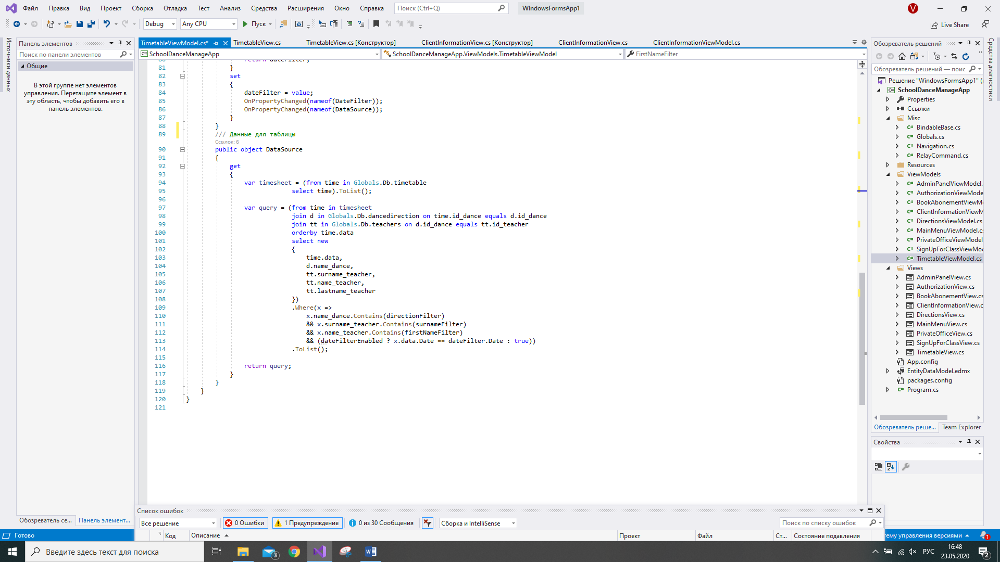 Файл Правка Вид Проект Сборка Отладка Тест Анализ Средства Расширения Окно Справка Поиск (Ctrl+Q) WindowsFormsApp1 V
Debug Any CPU Пуск Live Share
Источники данных
Панель элементов
Поиск по панели элементов
Общие
В этой группе нет элементов
управления. Перетащите элемент в
эту область, чтобы добавить его в
панель элементов.
Обозреватель се... Панель элемент...
TimetableViewModel.cs* TimetableView.cs TimetableView.cs [Конструктор] ClientInformationView.cs [Конструктор] ClientInformationView.cs ClientInformationViewModel.cs
SchoolDanceManageApp SchoolDanceManageApp.ViewModels.TimetableViewModel FirstNameFilter
80 return dateFilter;
81 }
82 set
83 {
84 dateFilter = value;
85 OnPropertyChanged(nameof(DateFilter));
86 OnPropertyChanged(nameof(DataSource));
87 }
88 }
89 /// Данные для таблицы
Ссылок: 6
90 public object DataSource
91 {
92 get
93 {
94 var timesheet = (from time in Globals.Db.timetable
95 select time).ToList();
96
97 var query = (from time in timesheet
98 join d in Globals.Db.dancedirection on time.id_dance equals d.id_dance
99 join tt in Globals.Db.teachers on d.id_dance equals tt.id_teacher
100 orderby time.data
101 select new
102 {
103 time.data,
104 d.name_dance,
105 tt.surname_teacher,
106 tt.name_teacher,
107 tt.lastname_teacher
108 })
109 .Where(x =>
110 x.name_dance.Contains(directionFilter)
111 && x.surname_teacher.Contains(surnameFilter)
112 && x.name_teacher.Contains(firstNameFilter)
113 && (dateFilterEnabled ? x.data.Date == dateFilter.Date : true))
114 .ToList();
115
116 return query;
117 }
118 }
119 }
120 }
121
Обозреватель решений
Обозреватель решений — поис
Решение "WindowsFormsApp1" (
SchoolDanceManageApp
Properties
Ссылки
Misc
BindableBase.cs
Globals.cs
Navigation.cs
RelayCommand.cs
Resources
ViewModels
AdminPanelViewModel.
AuthorizationViewMode
BookAbonementViewM
ClientInformationViewM
DirectionsViewModel.cs
MainMenuViewModel.cs
PrivateOfficeViewModel
SignUpForClassViewMod
TimetableViewModel.cs
Views
AdminPanelView.cs
AuthorizationView.cs
BookAbonementView.cs
ClientInformationView.c
DirectionsView.cs
MainMenuView.cs
PrivateOfficeView.cs
SignUpForClassView.cs
TimetableView.cs
App.config
EntityDataModel.edmx
packages.config
Program.cs
Обозреватель реше... Team Explorer
Свойства
Средства диагностики
Список ошибок
Все решение 0 Ошибки 1 Предупреждение 0 из 30 Сообщения Сборка и IntelliSense Поиск по списку ошибок
Код Описание Проект Файл Ст... Состояние подавления
Готово тему управления версиями 1
Введите здесь текст для поиска 3 РУС 16:48
23.05.2020 2